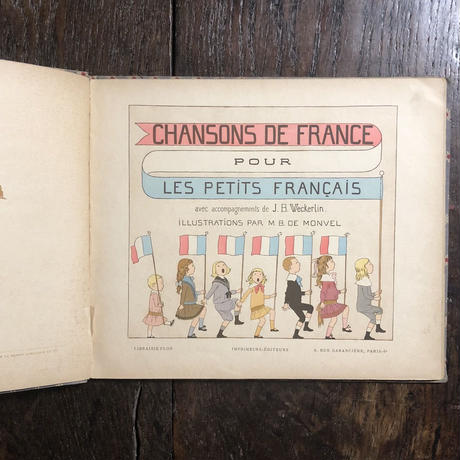 CHANSONS DE FRANCE
POUR
LES PETITS FRANÇAIS
avec accompagnements de J. B. Weckerlin.
ILLUSTRATIONS PAR M. B. DE MONVEL
LIBRAIRIE PLON IMPRIMEURS-ÉDITEURS 8, RUE GARANCIÈRE, PARIS-6e